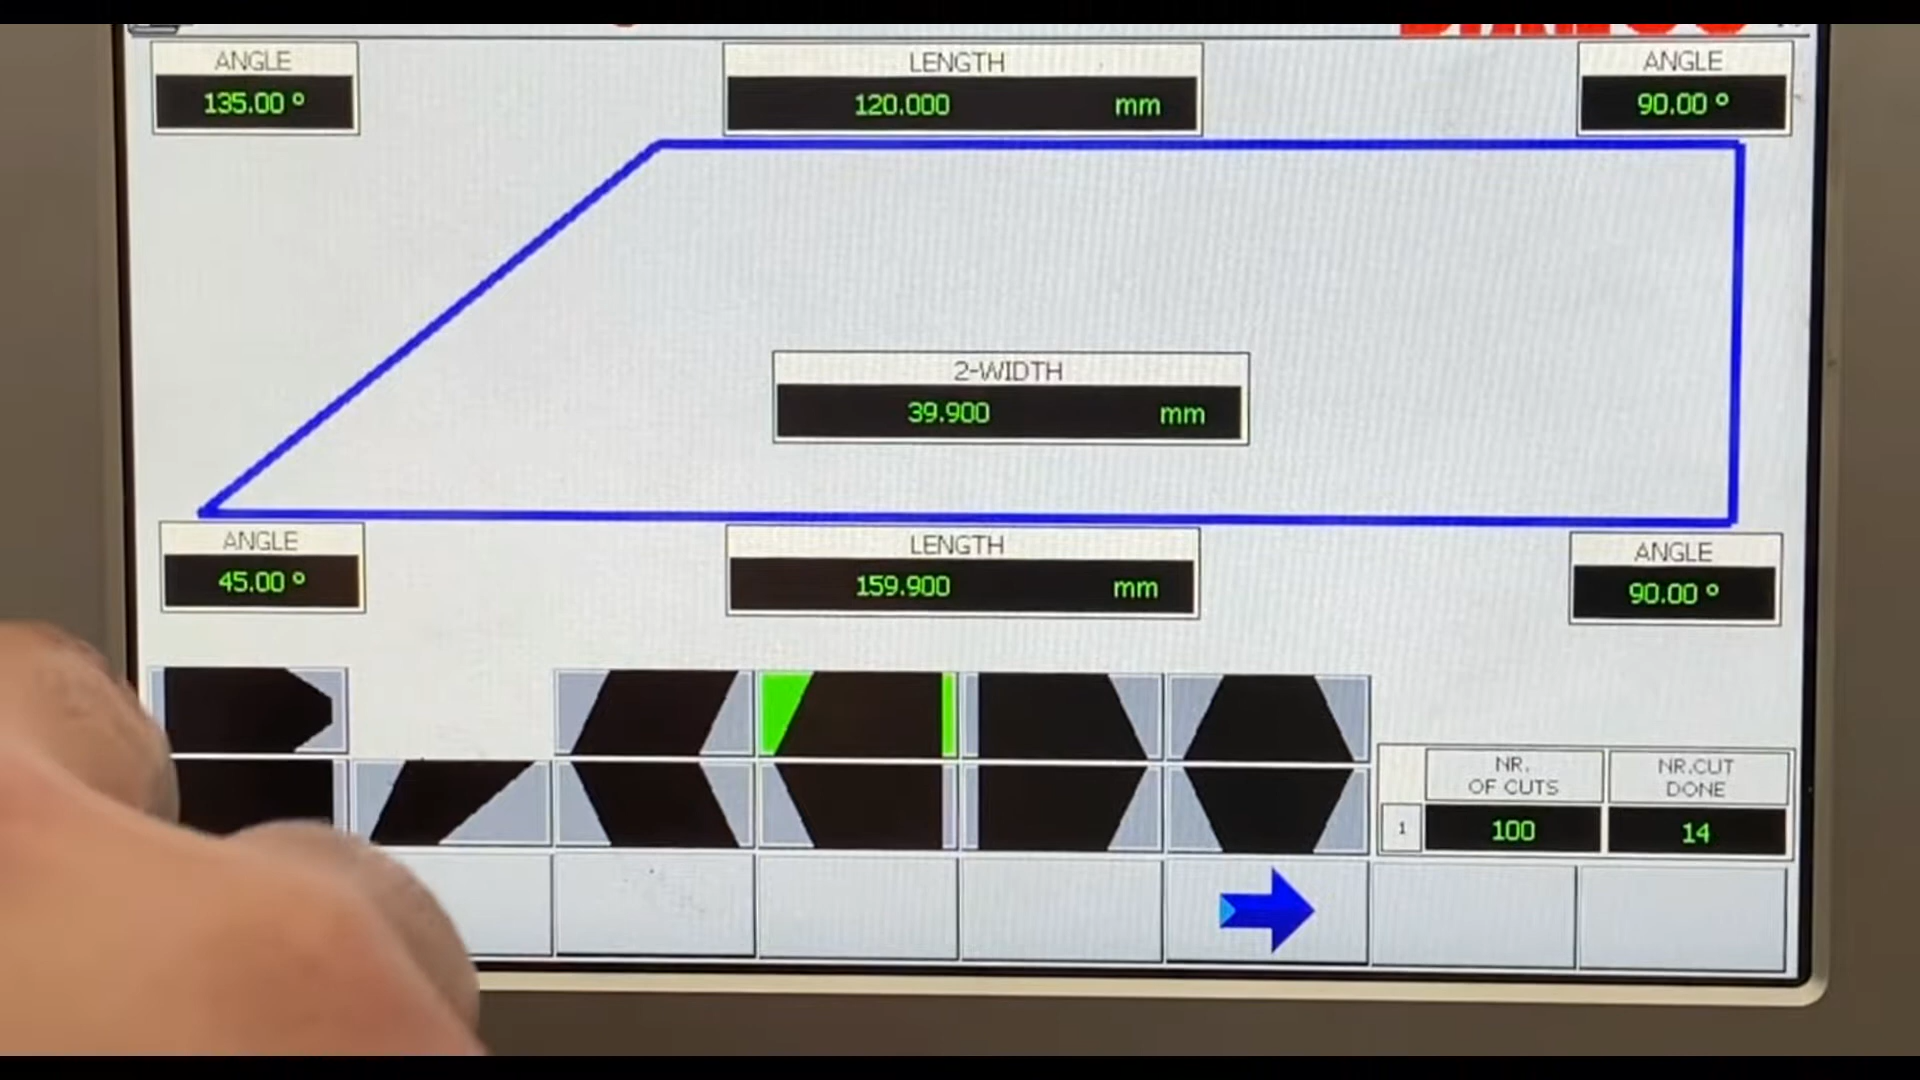 ANGLE
135.00 °
LENGTH
120.000 mm
ANGLE
90.00 °
2-WIDTH
39.900 mm
ANGLE
45.00 °
LENGTH
159.900 mm
ANGLE
90.00 °
NR.
OF CUTS
NR.CUT
DONE
1
100
14